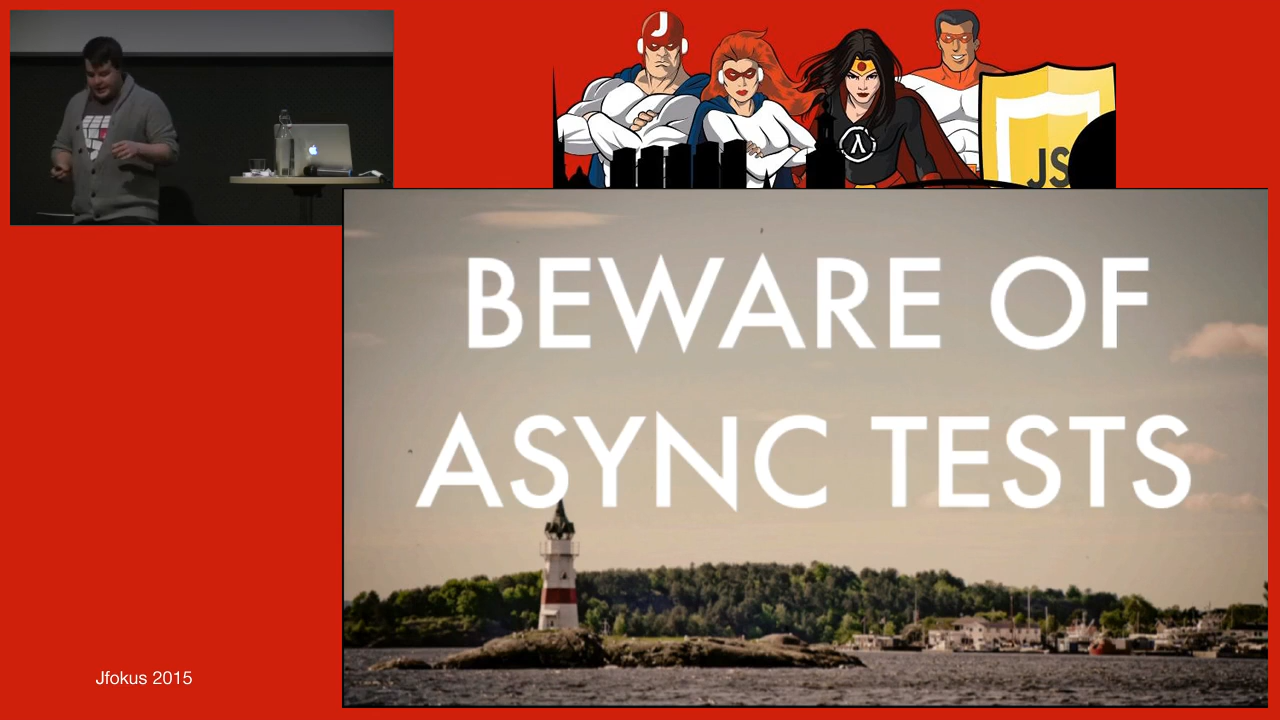 J
λ
JS
BEWARE OF
ASYNC TESTS
Jfokus 2015